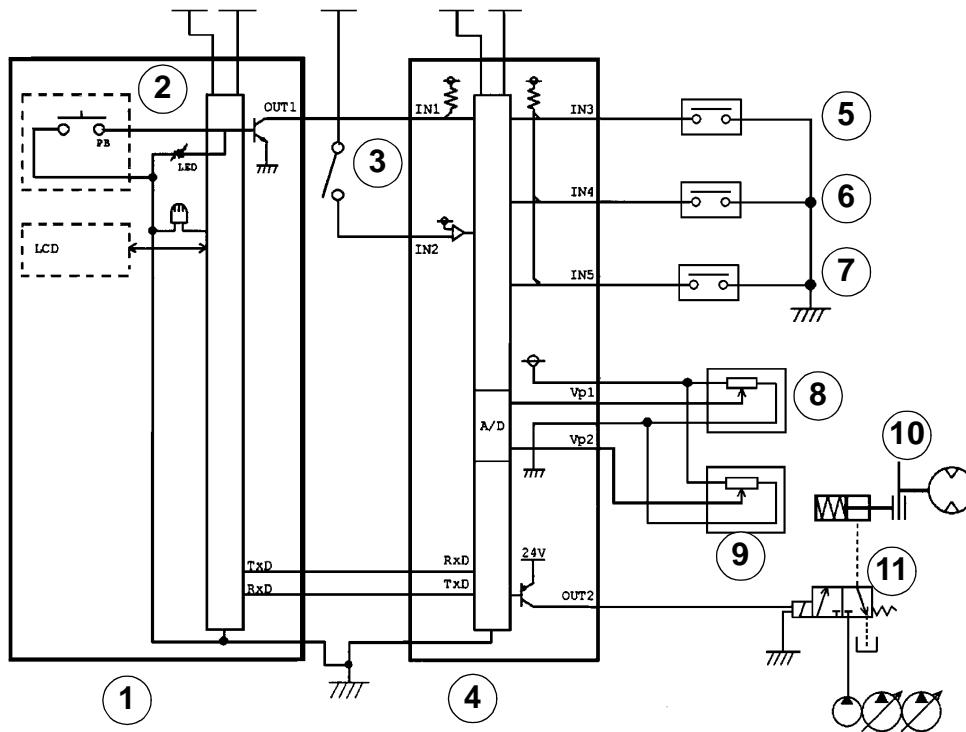 2
OUT1
IN1
IN3
5
PB
LED
3
IN4
6
LCD
IN2
IN5
7
Vp1
8
A/D
Vp2
10
9
24V
TxD
RxD
11
RxD
TxD
OUT2
1
4